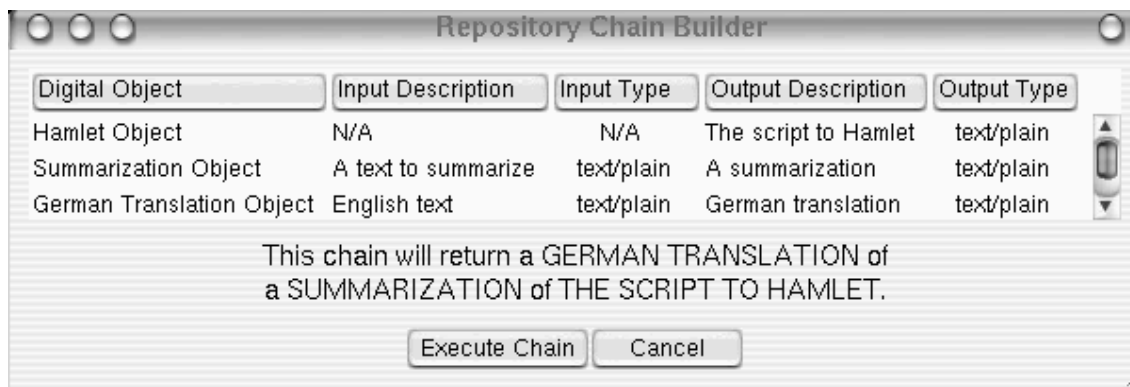 Repository Chain Builder
Digital Object Input Description Input Type Output Description Output Type
Hamlet Object N/A N/A The script to Hamlet text/plain
Summarization Object A text to summarize text/plain A summarization text/plain
German Translation Object English text text/plain German translation text/plain
This chain will return a GERMAN TRANSLATION of
a SUMMARIZATION of THE SCRIPT TO HAMLET.
Execute Chain Cancel